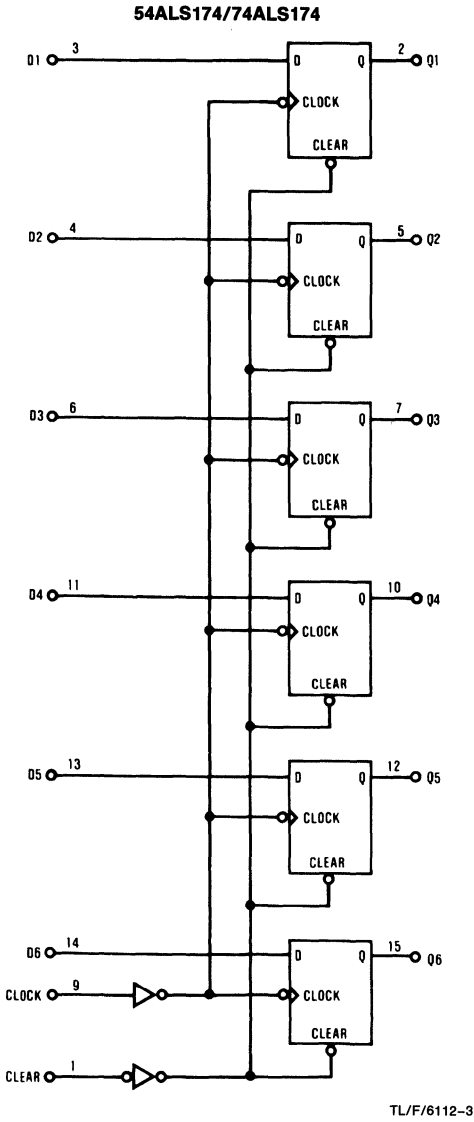 54ALS174/74ALS174
D1 3 D Q 2 Q1
CLOCK
CLEAR
D2 4 D Q 5 Q2
CLOCK
CLEAR
D3 6 D Q 7 Q3
CLOCK
CLEAR
D4 11 D Q 10 Q4
CLOCK
CLEAR
D5 13 D Q 12 Q5
CLOCK
CLEAR
D6 14 D Q 15 Q6
CLOCK 9 CLOCK
CLEAR
CLEAR 1
TL/F/6112–3